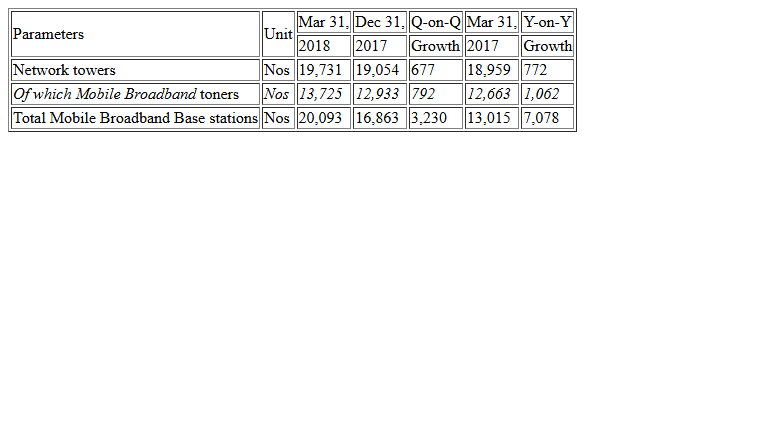 Parameters Unit Mar 31, Dec 31, Q-on-Q Mar 31, Y-on-Y
2018 2017 Growth 2017 Growth
Network towers Nos 19,731 19,054 677 18,959 772
Of which Mobile Broadband toners Nos 13,725 12,933 792 12,663 1,062
Total Mobile Broadband Base stations Nos 20,093 16,863 3,230 13,015 7,078